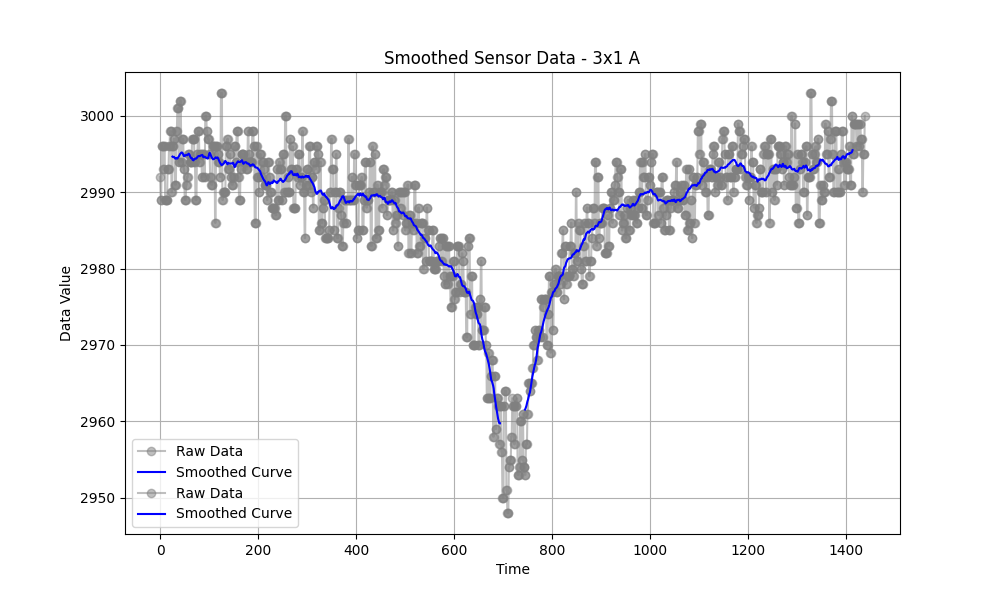 Smoothed Sensor Data - 3x1 A
3000
2990
2980
2970
2960
2950
Data Value
Raw Data
Smoothed Curve
Raw Data
Smoothed Curve
0 200 400 600 800 1000 1200 1400
Time